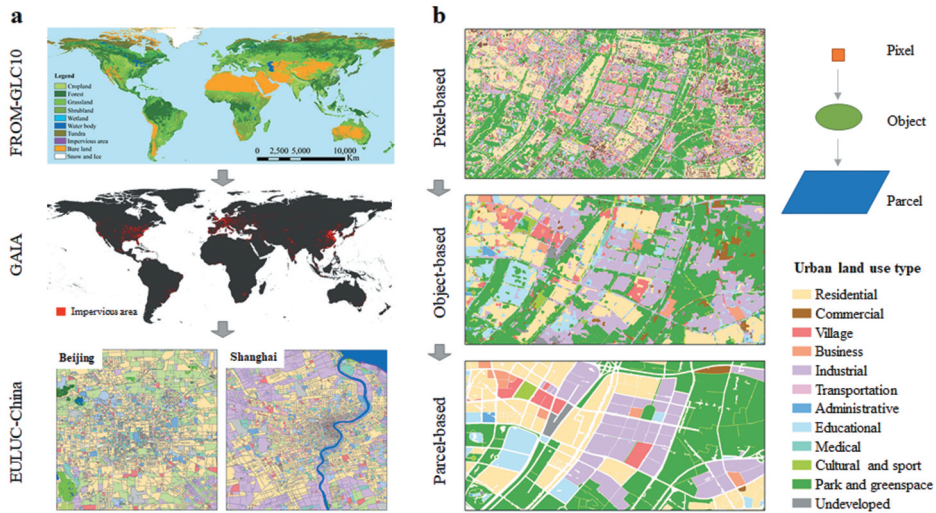 a
FROM-GLC10
Legend
Cropland
Forest
Grassland
Shrubland
Wetland
Water body
Tundra
Impervious area
Bare land
Snow and Ice
0 2,500 5,000 10,000
Km
GAIA
Impervious area
EULUC-China
Beijing
Shanghai
b
Pixel-based
Object-based
Parcel-based
Pixel
Object
Parcel
Urban land use type
Residential
Commercial
Village
Business
Industrial
Transportation
Administrative
Educational
Medical
Cultural and sport
Park and greenspace
Undeveloped